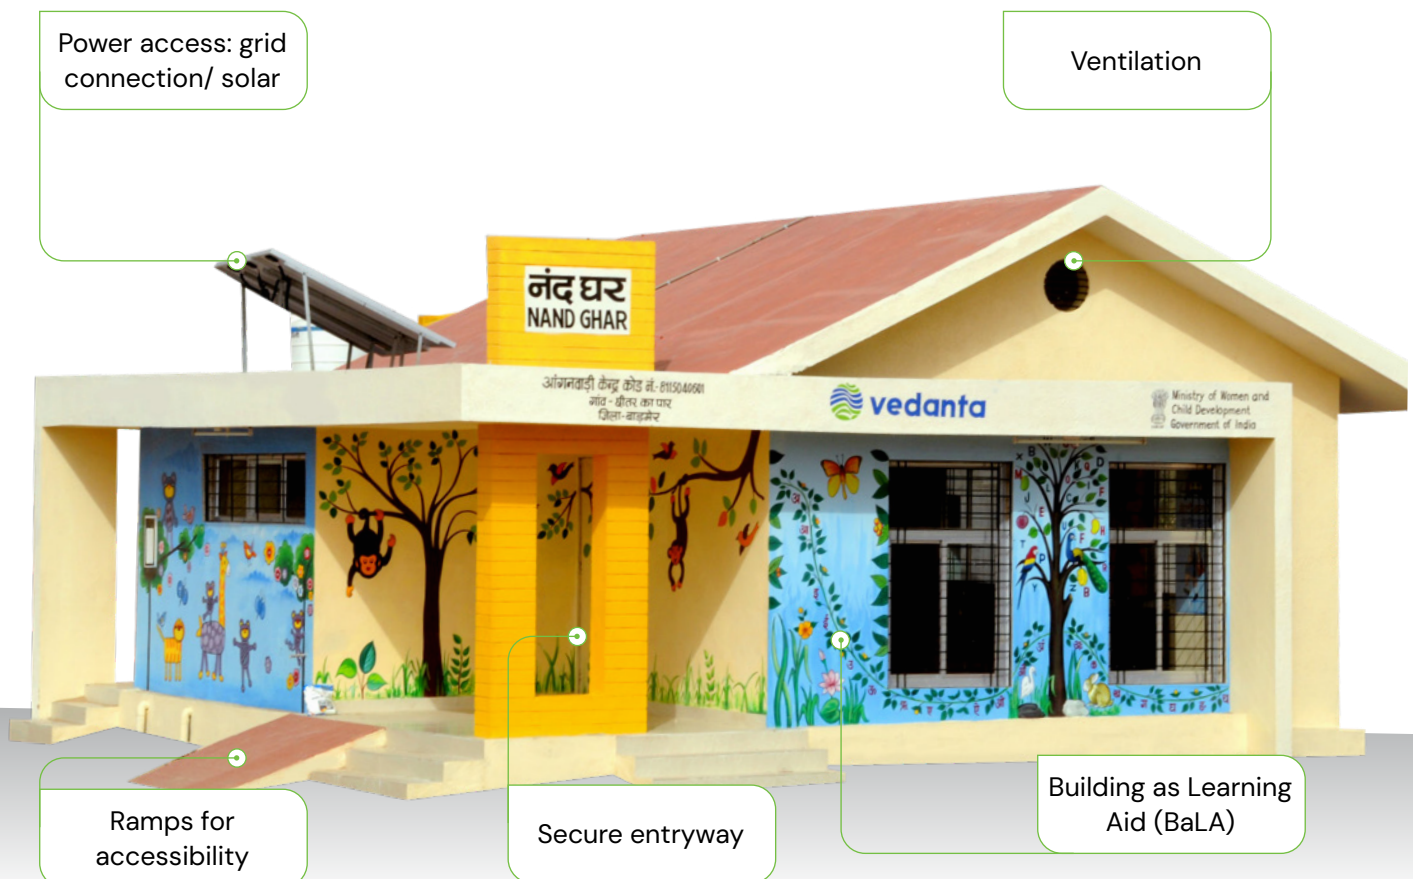 Power access: grid
connection/ solar
Ventilation
नंद घर
NAND GHAR
आंगनवाड़ी केन्द्र कोड नं.-
गांव - धीतर का पार
जिला-बाड़मेर
vedanta
Ministry of Women and
Child Development
Government of India
Ramps for
accessibility
Secure entryway
Building as Learning
Aid (BaLA)